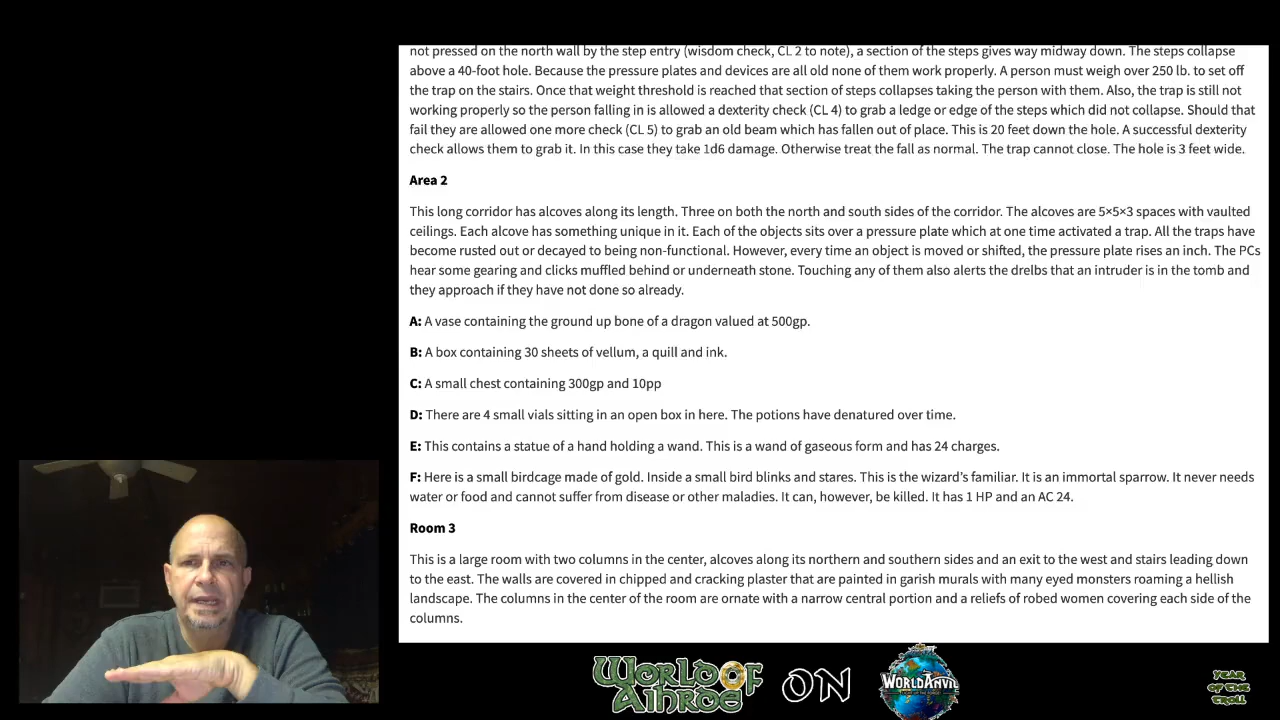 not pressed on the north wall by the step entry (wisdom check, CL 2 to note), a section of the steps gives way midway down. The steps collapse
above a 40-foot hole. Because the pressure plates and devices are all old none of them work properly. A person must weigh over 250 lb. to set off
the trap on the stairs. Once that weight threshold is reached that section of steps collapses taking the person with them. Also, the trap is still not
working properly so the person falling in is allowed a dexterity check (CL 4) to grab a ledge or edge of the steps which did not collapse. Should that
fail they are allowed one more check (CL 5) to grab an old beam which has fallen out of place. This is 20 feet down the hole. A successful dexterity
check allows them to grab it. In this case they take 1d6 damage. Otherwise treat the fall as normal. The trap cannot close. The hole is 3 feet wide.
Area 2
This long corridor has alcoves along its length. Three on both the north and south sides of the corridor. The alcoves are 5×5×3 spaces with vaulted
ceilings. Each alcove has something unique in it. Each of the objects sits over a pressure plate which at one time activated a trap. All the traps have
become rusted out or decayed to being non-functional. However, every time an object is moved or shifted, the pressure plate rises an inch. The PCs
hear some gearing and clicks muffled behind or underneath stone. Touching any of them also alerts the drelbs that an intruder is in the tomb and
they approach if they have not done so already.
A: A vase containing the ground up bone of a dragon valued at 500gp.
B: A box containing 30 sheets of vellum, a quill and ink.
C: A small chest containing 300gp and 10pp
D: There are 4 small vials sitting in an open box in here. The potions have denatured over time.
E: This contains a statue of a hand holding a wand. This is a wand of gaseous form and has 24 charges.
F: Here is a small birdcage made of gold. Inside a small bird blinks and stares. This is the wizard's familiar. It is an immortal sparrow. It never needs
water or food and cannot suffer from disease or other maladies. It can, however, be killed. It has 1 HP and an AC 24.
Room 3
This is a large room with two columns in the center, alcoves along its northern and southern sides and an exit to the west and stairs leading down
to the east. The walls are covered in chipped and cracking plaster that are painted in garish murals with many eyed monsters roaming a hellish
landscape. The columns in the center of the room are ornate with a narrow central portion and a reliefs of robed women covering each side of the
columns.
WORLD OF
AIHRDE
ON
WORLDANVIL
YEAR
OF THE
TROLL